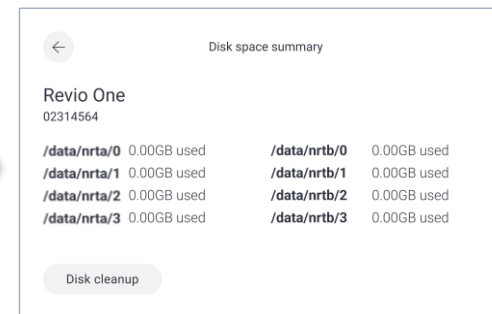 Disk space summary
Revio One
02314564
/data/nrta/0 0.00GB used /data/nrtb/0 0.00GB used
/data/nrta/1 0.00GB used /data/nrtb/1 0.00GB used
/data/nrta/2 0.00GB used /data/nrtb/2 0.00GB used
/data/nrta/3 0.00GB used /data/nrtb/3 0.00GB used
Disk cleanup